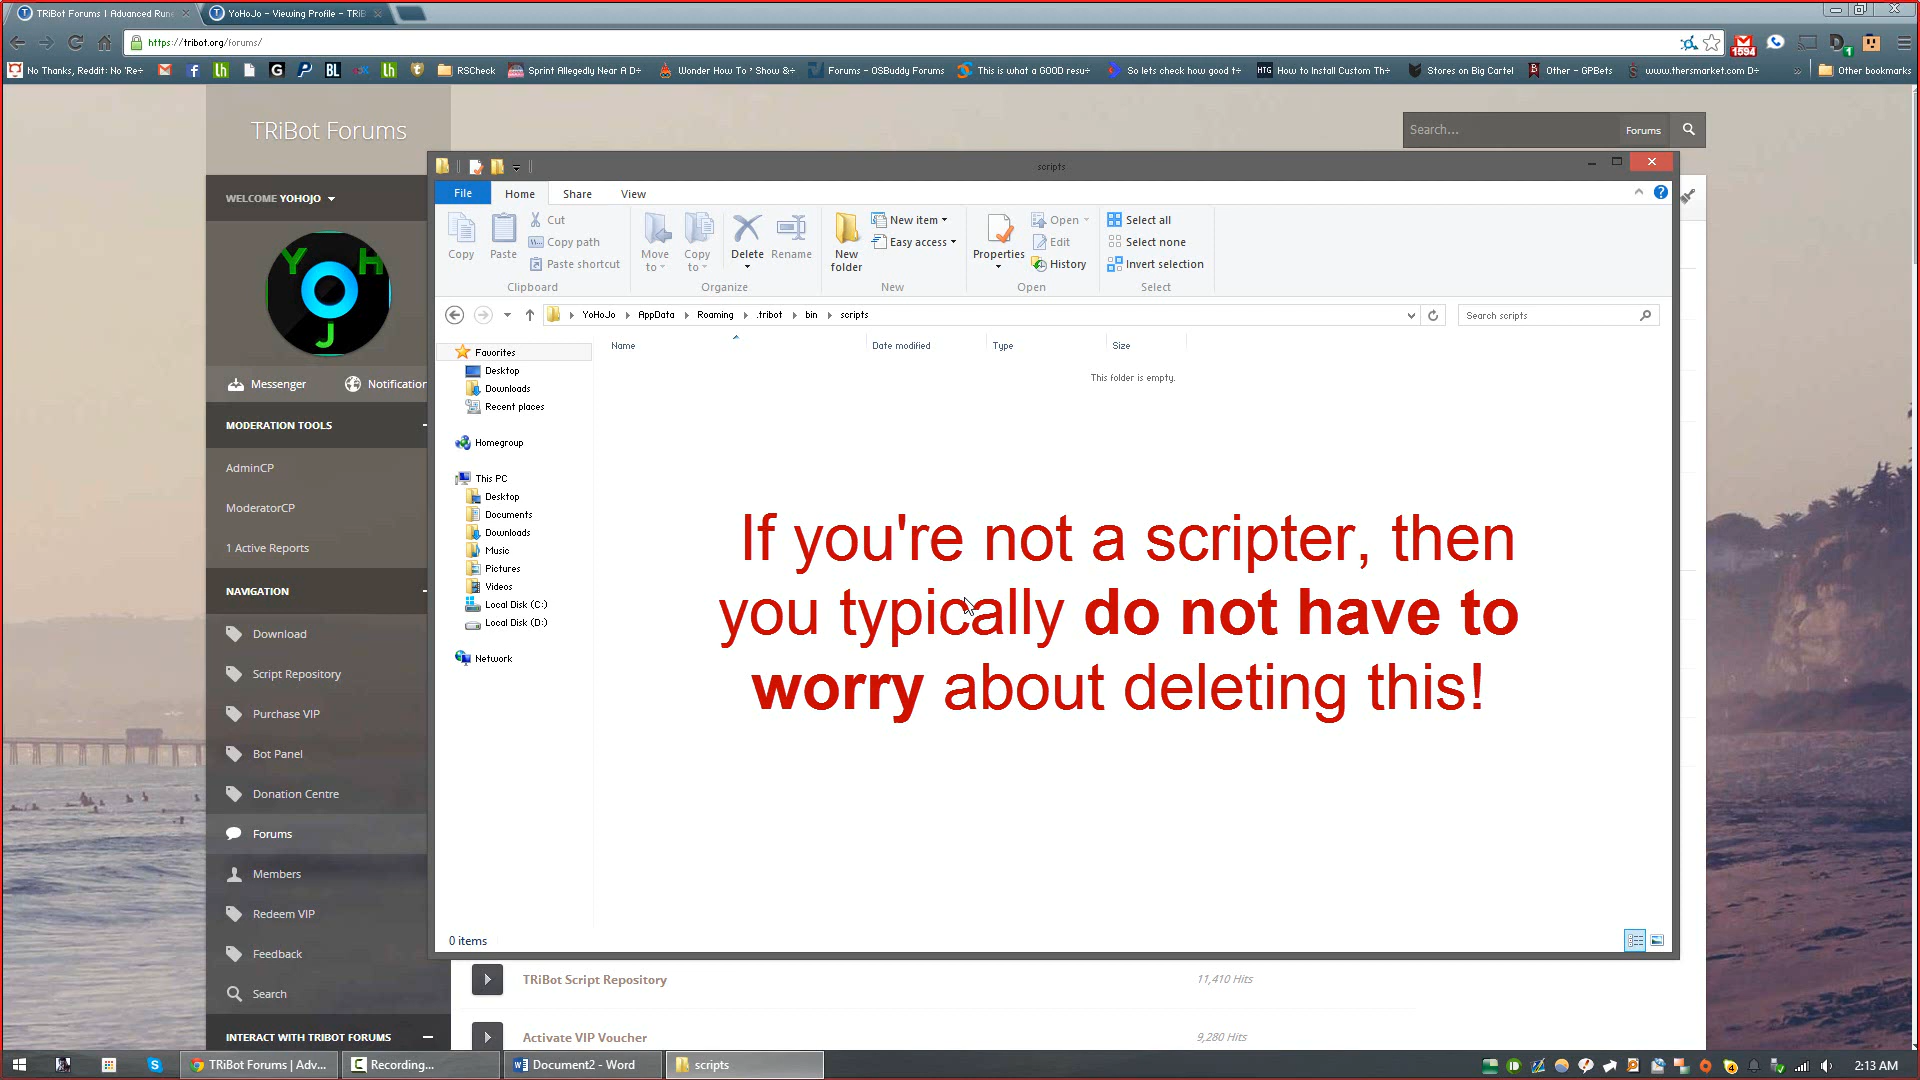 TRiBot Forums | Advanced Rune
YoHoJo - Viewing Profile - TRiB
https://tribot.org/forums/
1594
1
No Thanks, Reddit: No 'Re÷
RSCheck
Sprint Allegedly Near A D÷
Wonder How To › Show &÷
Forums - OSBuddy Forums
This is what a GOOD resu÷
So lets check how good t÷
HTG
How to Install Custom Th÷
Stores on Big Cartel
Other - GPBets
www.thersmarket.com D÷
»
Other bookmarks
TRiBot Forums
Search...
Forums
WELCOME YOHOJO
Y O H
J
Messenger
Notification
MODERATION TOOLS
AdminCP
ModeratorCP
1 Active Reports
NAVIGATION
Download
Script Repository
Purchase VIP
Bot Panel
Donation Centre
Forums
Members
Redeem VIP
Feedback
Search
INTERACT WITH TRIBOT FORUMS
scripts
File
Home
Share
View
Copy
Paste
Cut
Copy path
Paste shortcut
Clipboard
Move to
Copy to
Delete
Rename
Organize
New folder
New item
Easy access
New
Properties
Open
Edit
History
Open
Select all
Select none
Invert selection
Select
YoHoJo
AppData
Roaming
.tribot
bin
scripts
Search scripts
Name
Date modified
Type
Size
This folder is empty.
Favorites
Desktop
Downloads
Recent places
Homegroup
This PC
Desktop
Documents
Downloads
Music
Pictures
Videos
Local Disk (C:)
Local Disk (D:)
Network
If you're not a scripter, then
you typically do not have to
worry about deleting this!
0 items
TRiBot Script Repository
11,410 Hits
Activate VIP Voucher
9,280 Hits
TRiBot Forums | Adv...
Recording...
Document2 - Word
scripts
2:13 AM